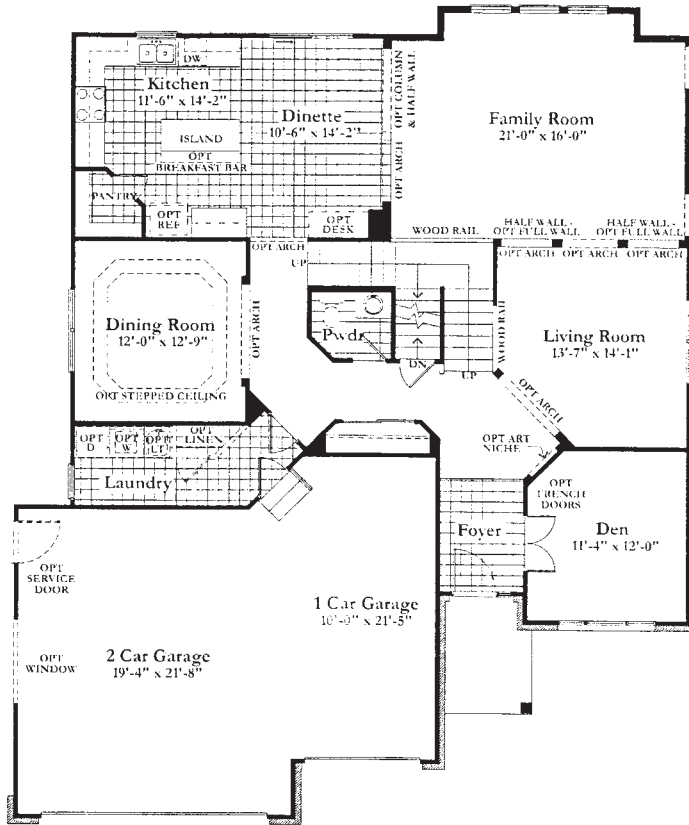 DW
Kitchen
11'-6" x 14'-2"
Dinette
10'-6" x 14'-2"
OPT COLUMN
& HALF WALL
OPT ARCH
Family Room
21'-0" x 16'-0"
ISLAND
OPT
BREAKFAST BAR
PANTRY
OPT
REF
OPT
DESK
WOOD RAIL
HALF WALL -
OPT FULL WALL
HALF WALL -
OPT FULL WALL
OPT ARCH
OPT ARCH
OPT ARCH
OPT ARCH
UP
Dining Room
12'-0" x 12'-9"
OPT STEPPED CEILING
OPT ARCH
Pwdr
DN
UP
WOOD RAIL
Living Room
13'-7" x 14'-1"
OPT ARCH
OPT ART
NICHE
OPT
D
OPT
W
OPT
LT
OPT
LINEN
Laundry
OPT
FRENCH
DOORS
Foyer
Den
11'-4" x 12'-0"
OPT
SERVICE
DOOR
1 Car Garage
10'-0" x 21'-5"
OPT
WINDOW
2 Car Garage
19'-4" x 21'-8"